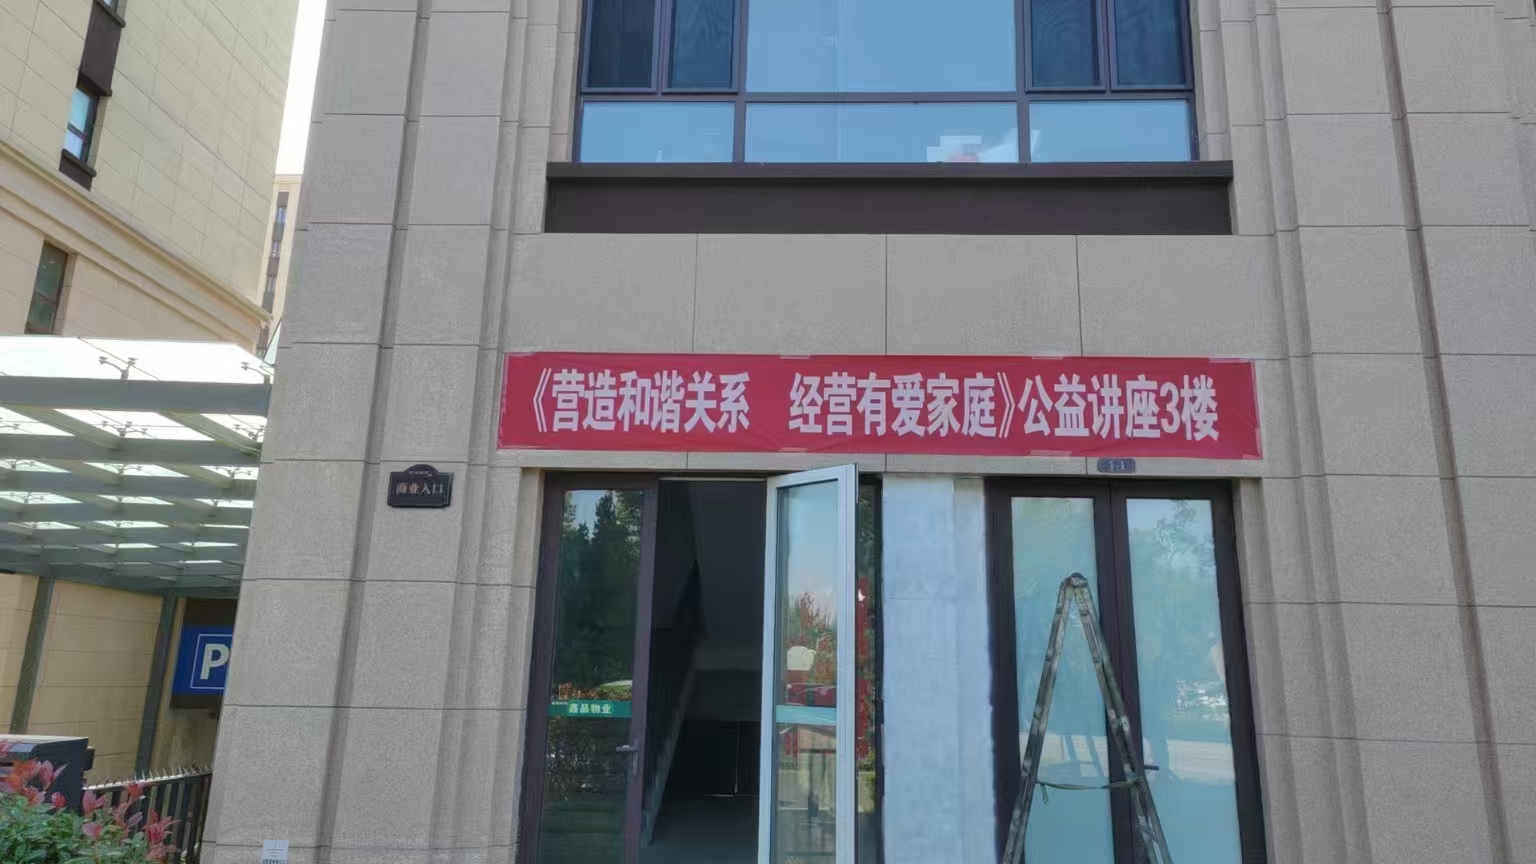 《营造和谐关系 经营有爱家庭》公益讲座3楼
商业入口
P
鑫品物业